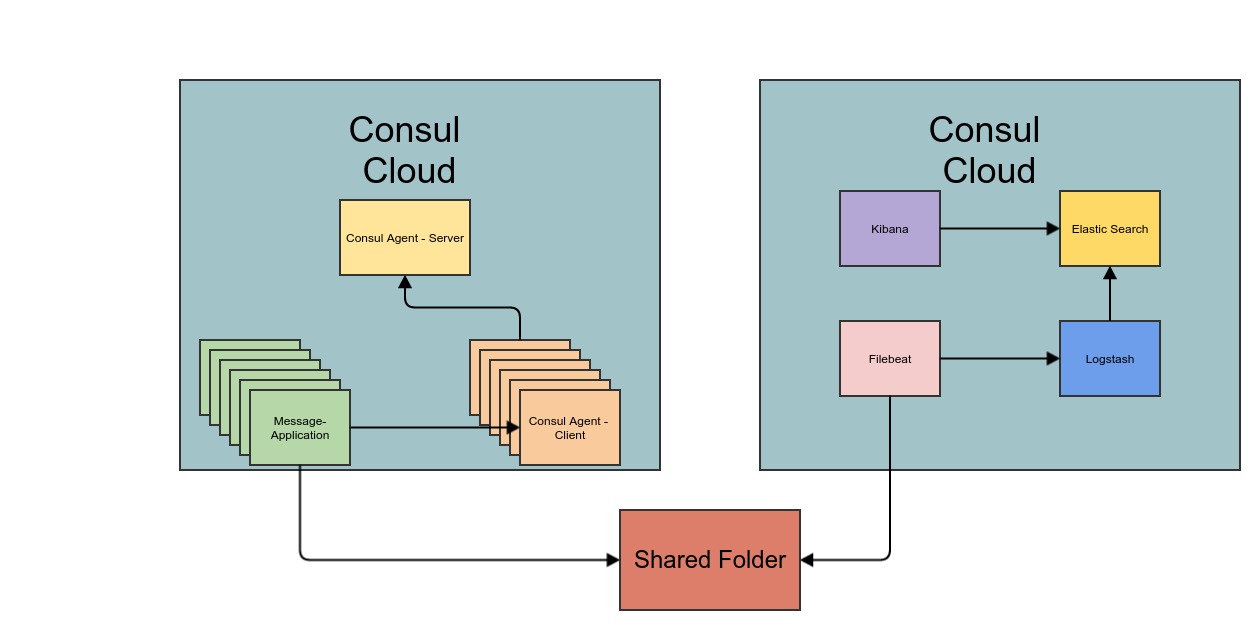 Consul
Cloud
Consul Agent - Server
Message-
Application
Consul Agent -
Client
Consul
Cloud
Kibana
Elastic Search
Filebeat
Logstash
Shared Folder